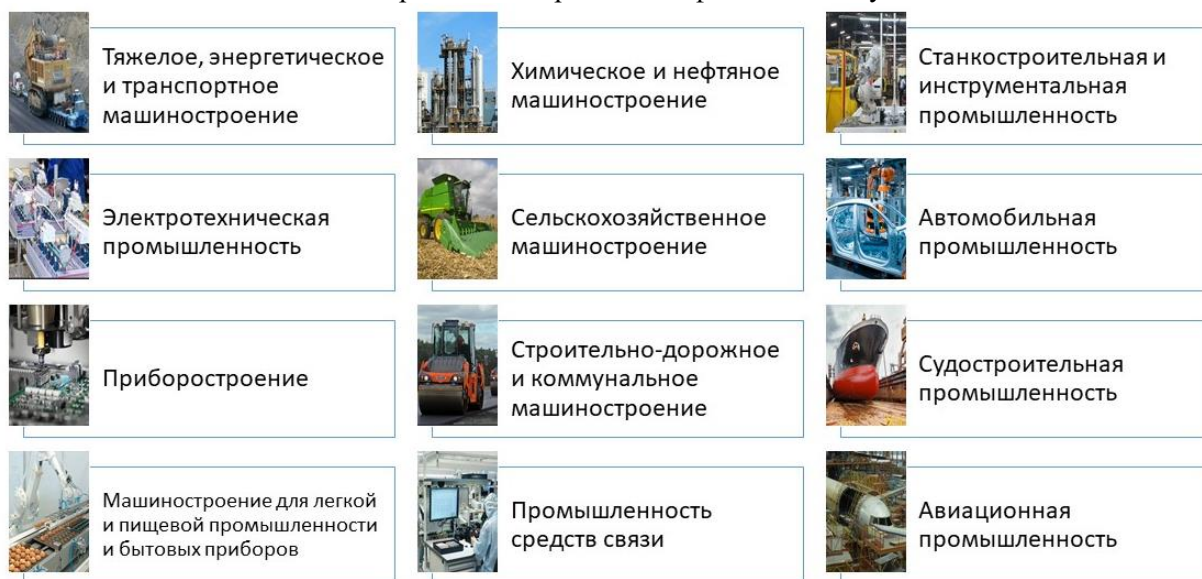 Тяжелое, энергетическое
и транспортное
машиностроение
Химическое и нефтяное
машиностроение
Станкостроительная и
инструментальная
промышленность
Электротехническая
промышленность
Сельскохозяйственное
машиностроение
Автомобильная
промышленность
Приборостроение
Строительно-дорожное
и коммунальное
машиностроение
Судостроительная
промышленность
Машиностроение для легкой
и пищевой промышленности
и бытовых приборов
Промышленность
средств связи
Авиационная
промышленность